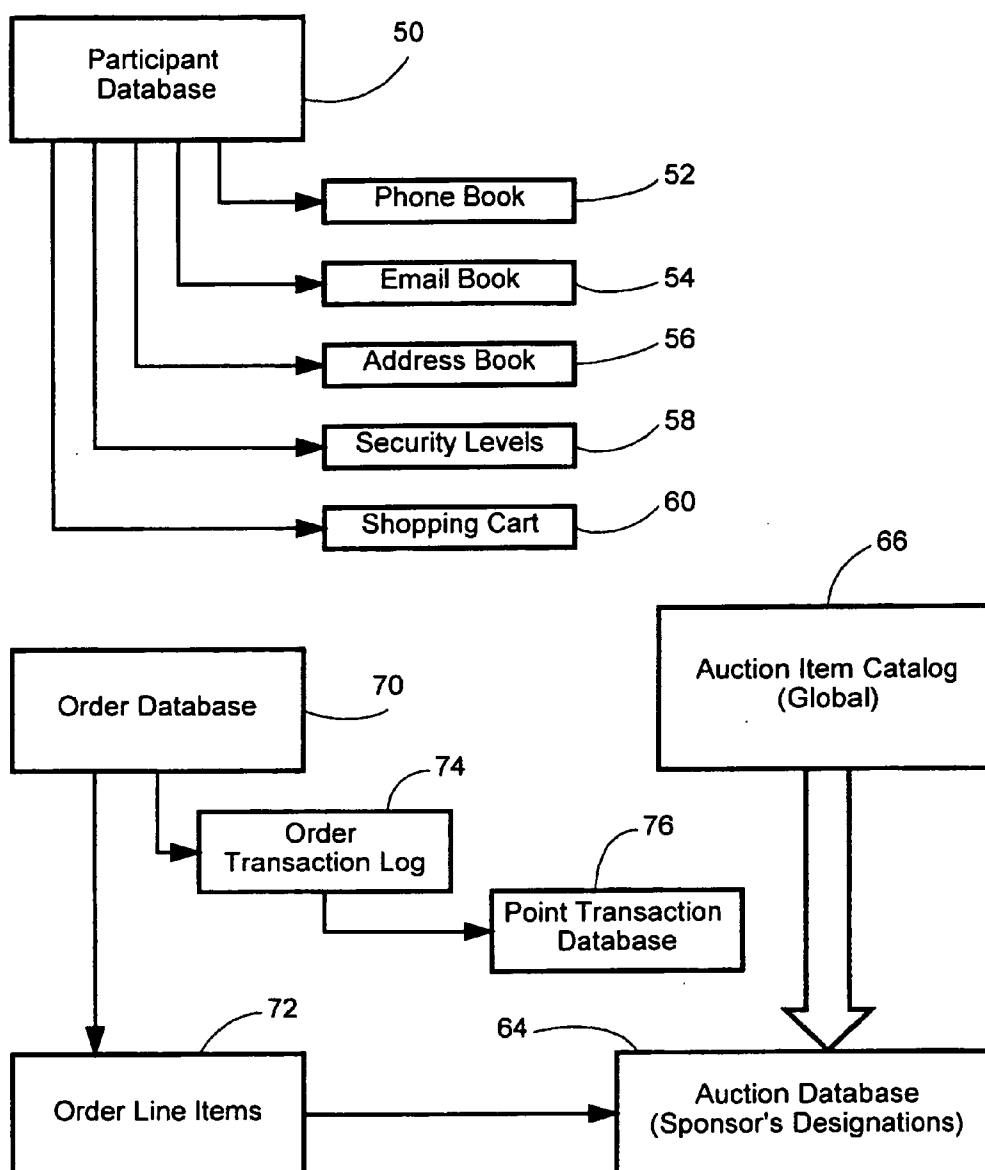 Participant
Database
50
Phone Book
52
Email Book
54
Address Book
56
Security Levels
58
Shopping Cart
60
66
Auction Item Catalog
(Global)
Order Database
70
74
Order
Transaction Log
76
Point Transaction
Database
72
Order Line Items
64
Auction Database
(Sponsor's Designations)